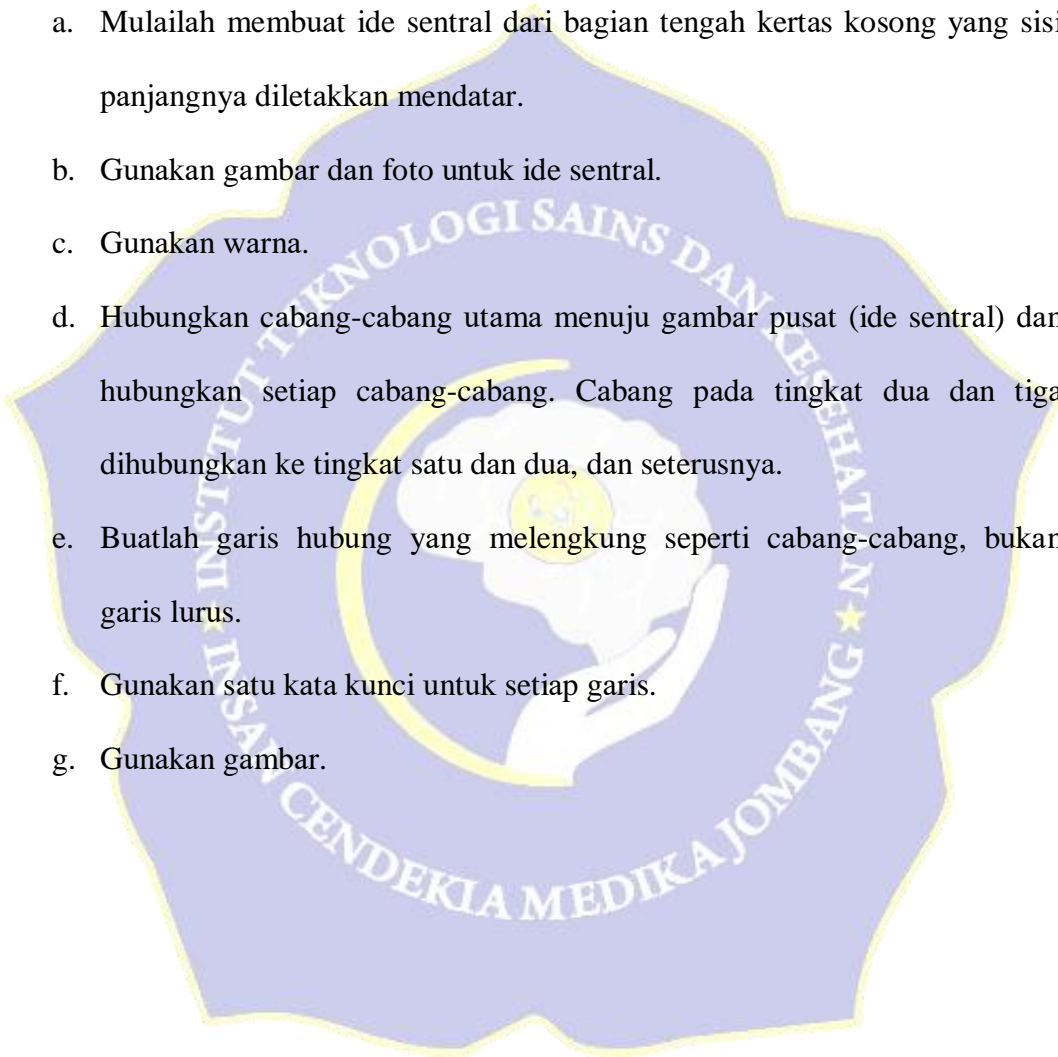 a. Mulailah membuat ide sentral dari bagian tengah kertas kosong yang sisi
panjangnya diletakkan mendatar.
b. Gunakan gambar dan foto untuk ide sentral.
c. Gunakan warna.
d. Hubungkan cabang-cabang utama menuju gambar pusat (ide sentral) dan
hubungkan setiap cabang-cabang. Cabang pada tingkat dua dan tiga
dihubungkan ke tingkat satu dan dua, dan seterusnya.
e. Buatlah garis hubung yang melengkung seperti cabang-cabang, bukan
garis lurus.
f. Gunakan satu kata kunci untuk setiap garis.
g. Gunakan gambar.
INSTITUT TEKNOLOGI SAINS DAN KESEHATAN
INSAN CENDEKIA MEDIKA JOMBANG